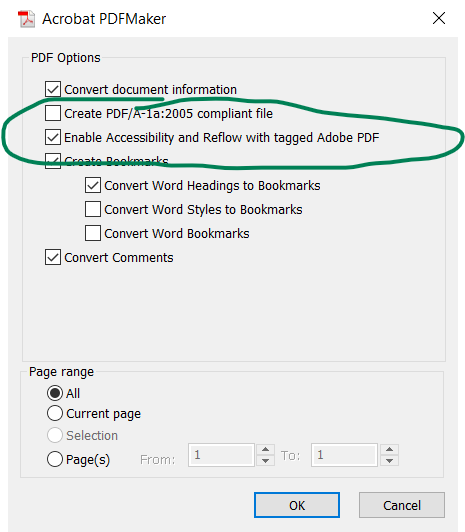 Acrobat PDFMaker
PDF Options
Convert document information
Create PDF/A-1a:2005 compliant file
Enable Accessibility and Reflow with tagged Adobe PDF
Create Bookmarks
Convert Word Headings to Bookmarks
Convert Word Styles to Bookmarks
Convert Word Bookmarks
Convert Comments
Page range
All
Current page
Selection
Page(s) From: 1 To: 1
OK Cancel